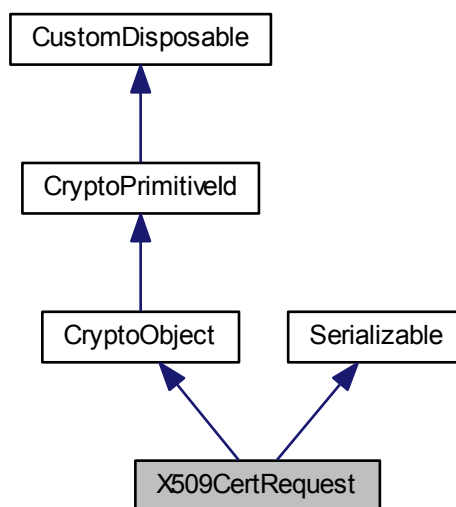 CustomDisposable
CryptoPrimitiveId
CryptoObject
Serializable
X509CertRequest